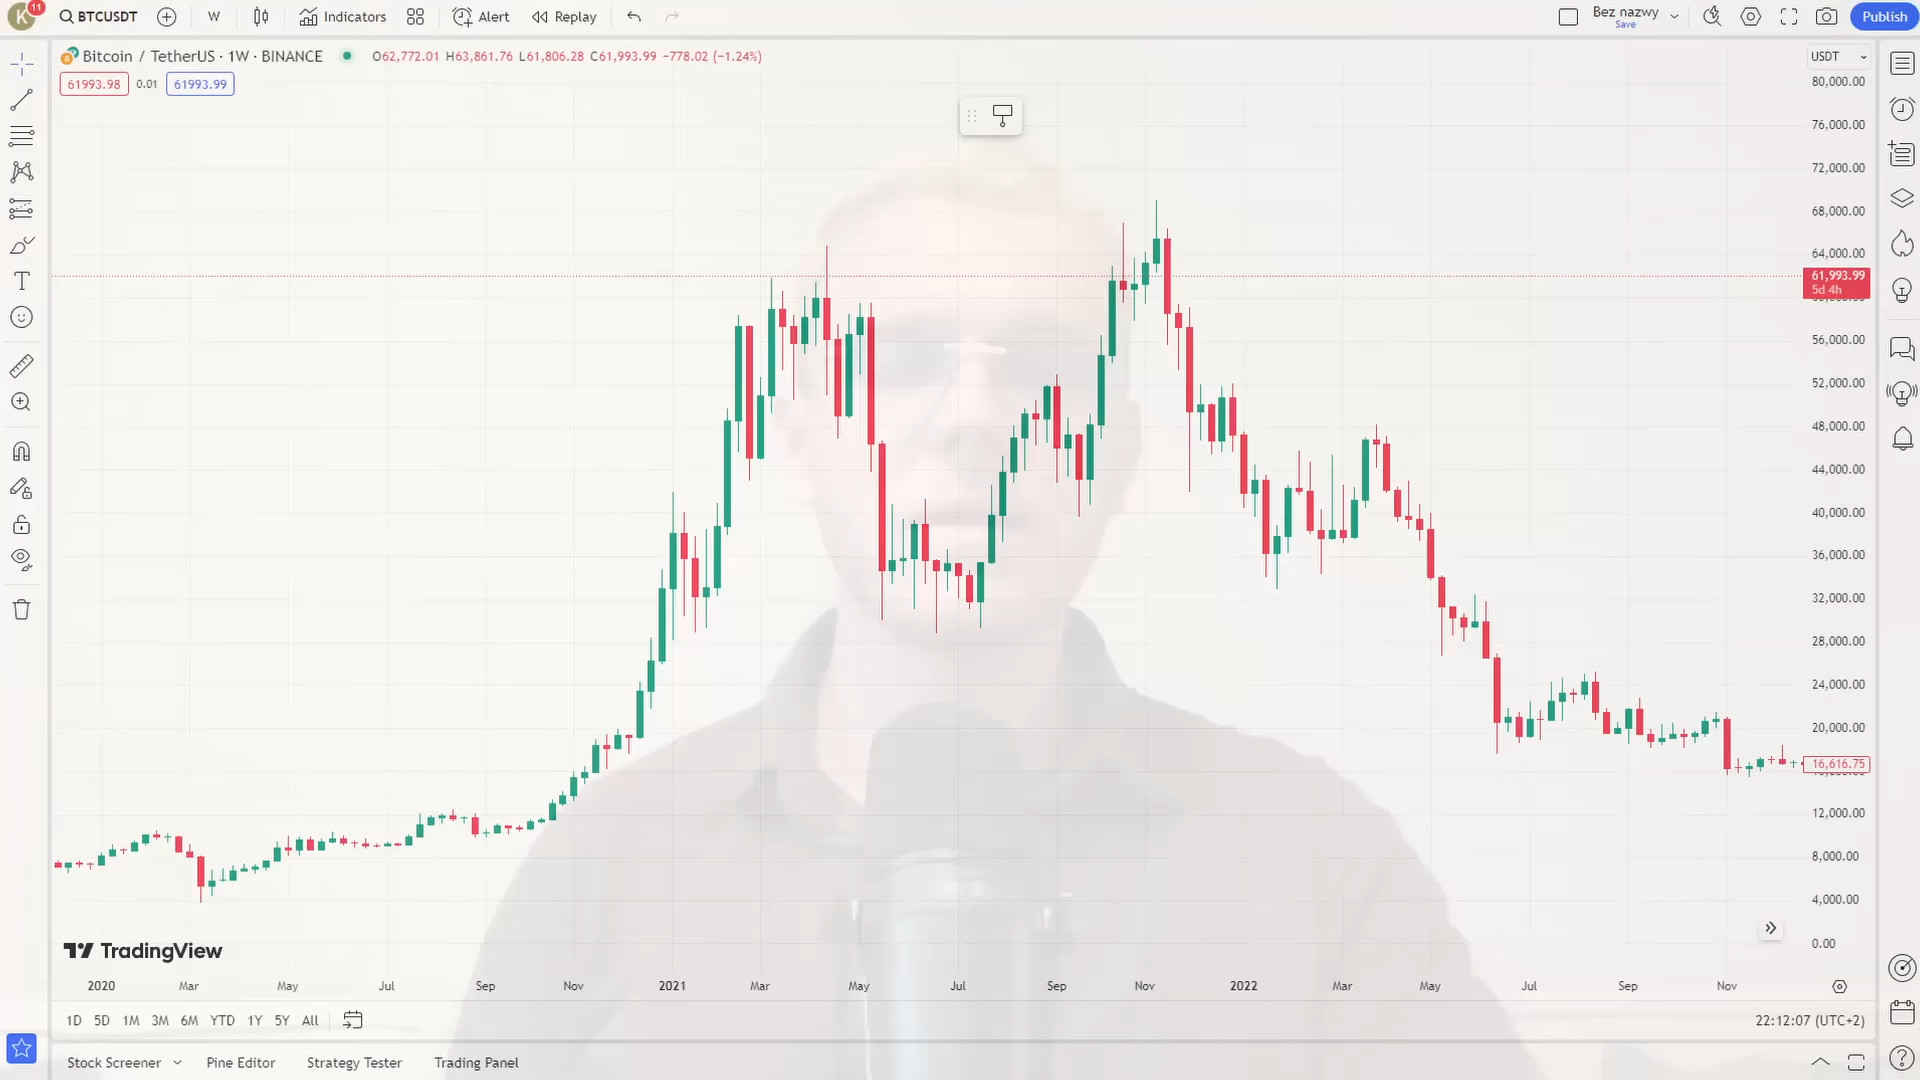 K 11 BTCUSDT W Indicators Alert Replay Bez nazwy Save Publish
Bitcoin / TetherUS · 1W · BINANCE O62,772.01 H63,861.76 L61,806.28 C61,993.99 −778.02 (−1.24%) USDT
61993.98 0.01 61993.99
80,000.00
76,000.00
72,000.00
68,000.00
64,000.00
61,993.99
5d 4h
56,000.00
52,000.00
48,000.00
44,000.00
40,000.00
36,000.00
32,000.00
28,000.00
24,000.00
20,000.00
16,616.75
12,000.00
8,000.00
4,000.00
0.00
TradingView
2020 Mar May Jul Sep Nov 2021 Mar May Jul Sep Nov 2022 Mar May Jul Sep Nov
1D 5D 1M 3M 6M YTD 1Y 5Y All 22:12:07 (UTC+2)
Stock Screener Pine Editor Strategy Tester Trading Panel